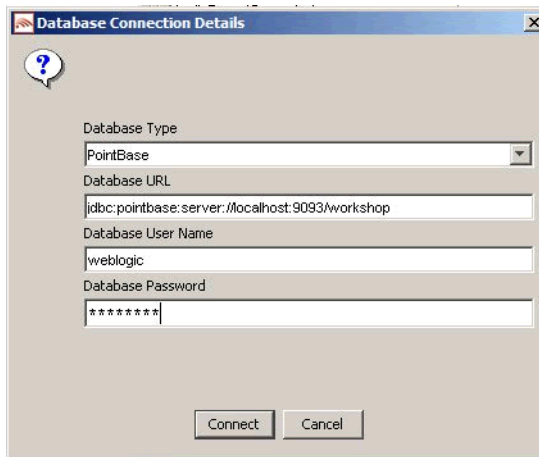 Database Connection Details
Database Type
PointBase
Database URL
jdbc:pointbase:server://localhost:9093/workshop
Database User Name
weblogic
Database Password
********
Connect Cancel